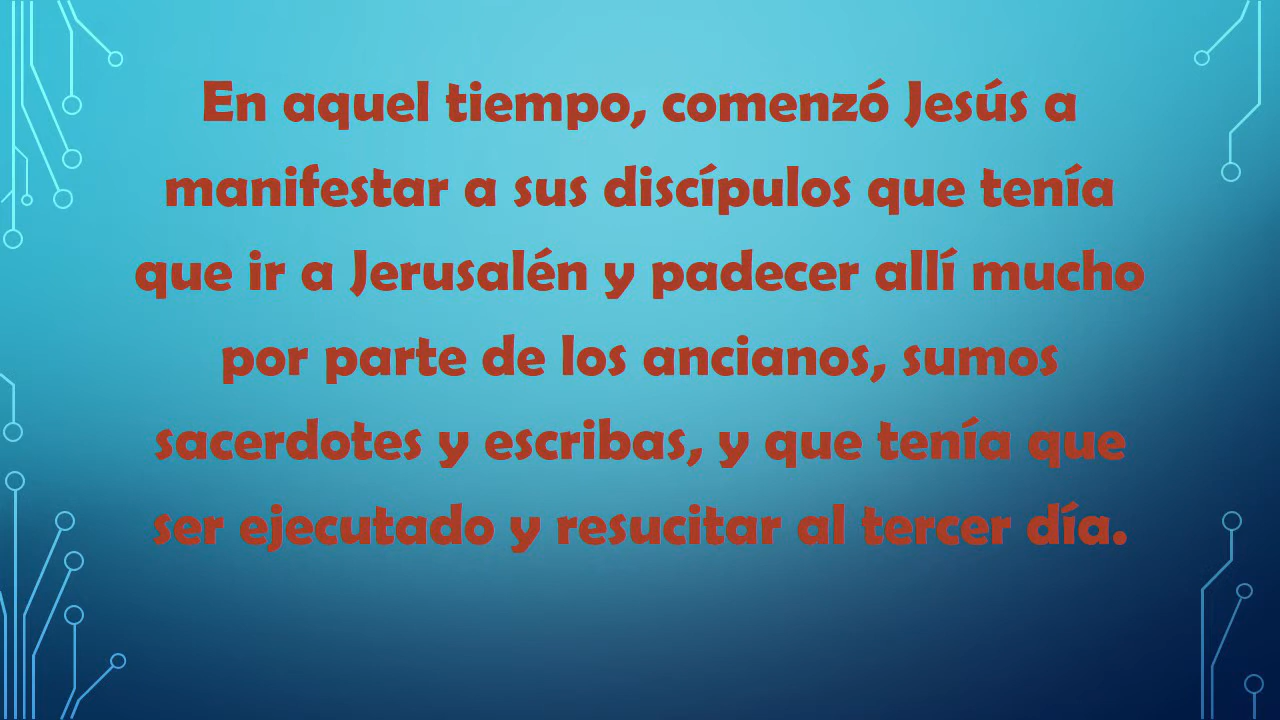 En aquel tiempo, comenzó Jesús a
manifestar a sus discípulos que tenía
que ir a Jerusalén y padecer allí mucho
por parte de los ancianos, sumos
sacerdotes y escribas, y que tenía que
ser ejecutado y resucitar al tercer día.